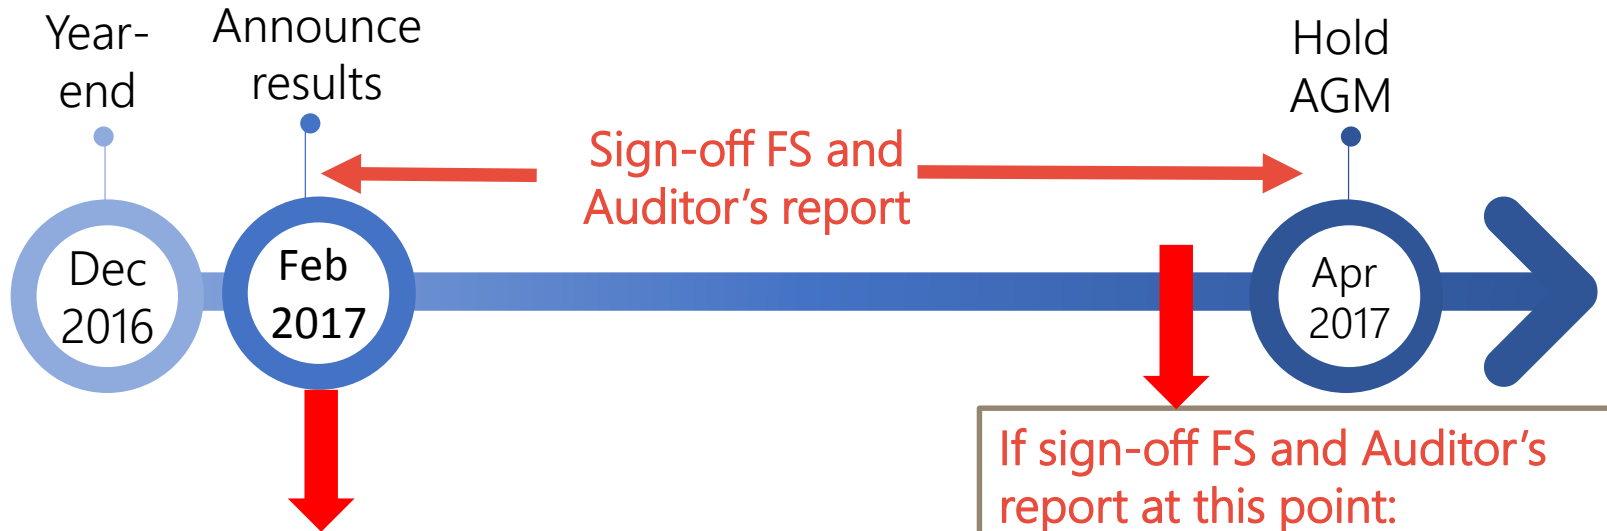 Year-
end
Announce
results
Hold
AGM
Sign-off FS and
Auditor’s report
Dec
2016
Feb
2017
Apr
2017
If sign-off FS and Auditor’s
report at this point: